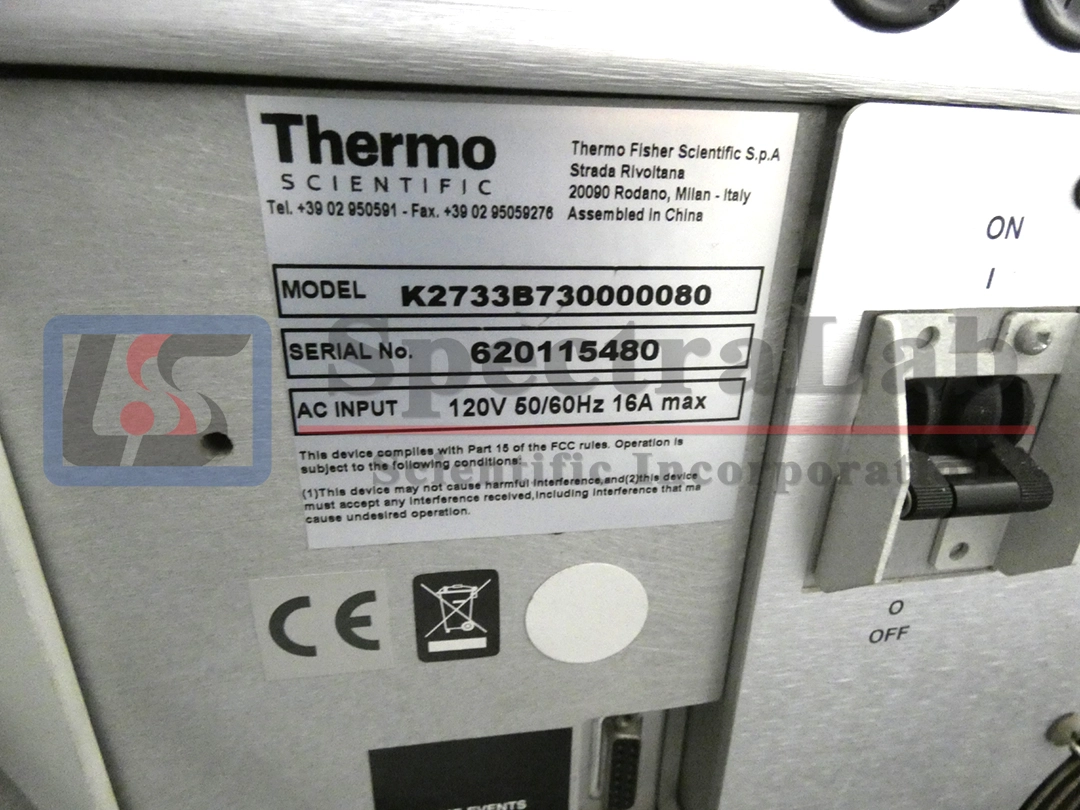 Thermo
SCIENTIFIC
Tel. +39 02 950591 - Fax. +39 02 95059276
Thermo Fisher Scientific S.p.A
Strada Rivoltana
20090 Rodano, Milan - Italy
Assembled in China
MODEL K2733B730000080
SERIAL No. 620115480
AC INPUT 120V 50/60Hz 16A max
This device complies with Part 15 of the FCC rules. Operation is
subject to the following conditions:
(1)This device may not cause harmful interference,and(2)this device
must accept any interference received,including interference that ma
cause undesired operation.
CE
ON
I
O
OFF
EVENTS
LS
SpectraLab
Scientific Incorporated